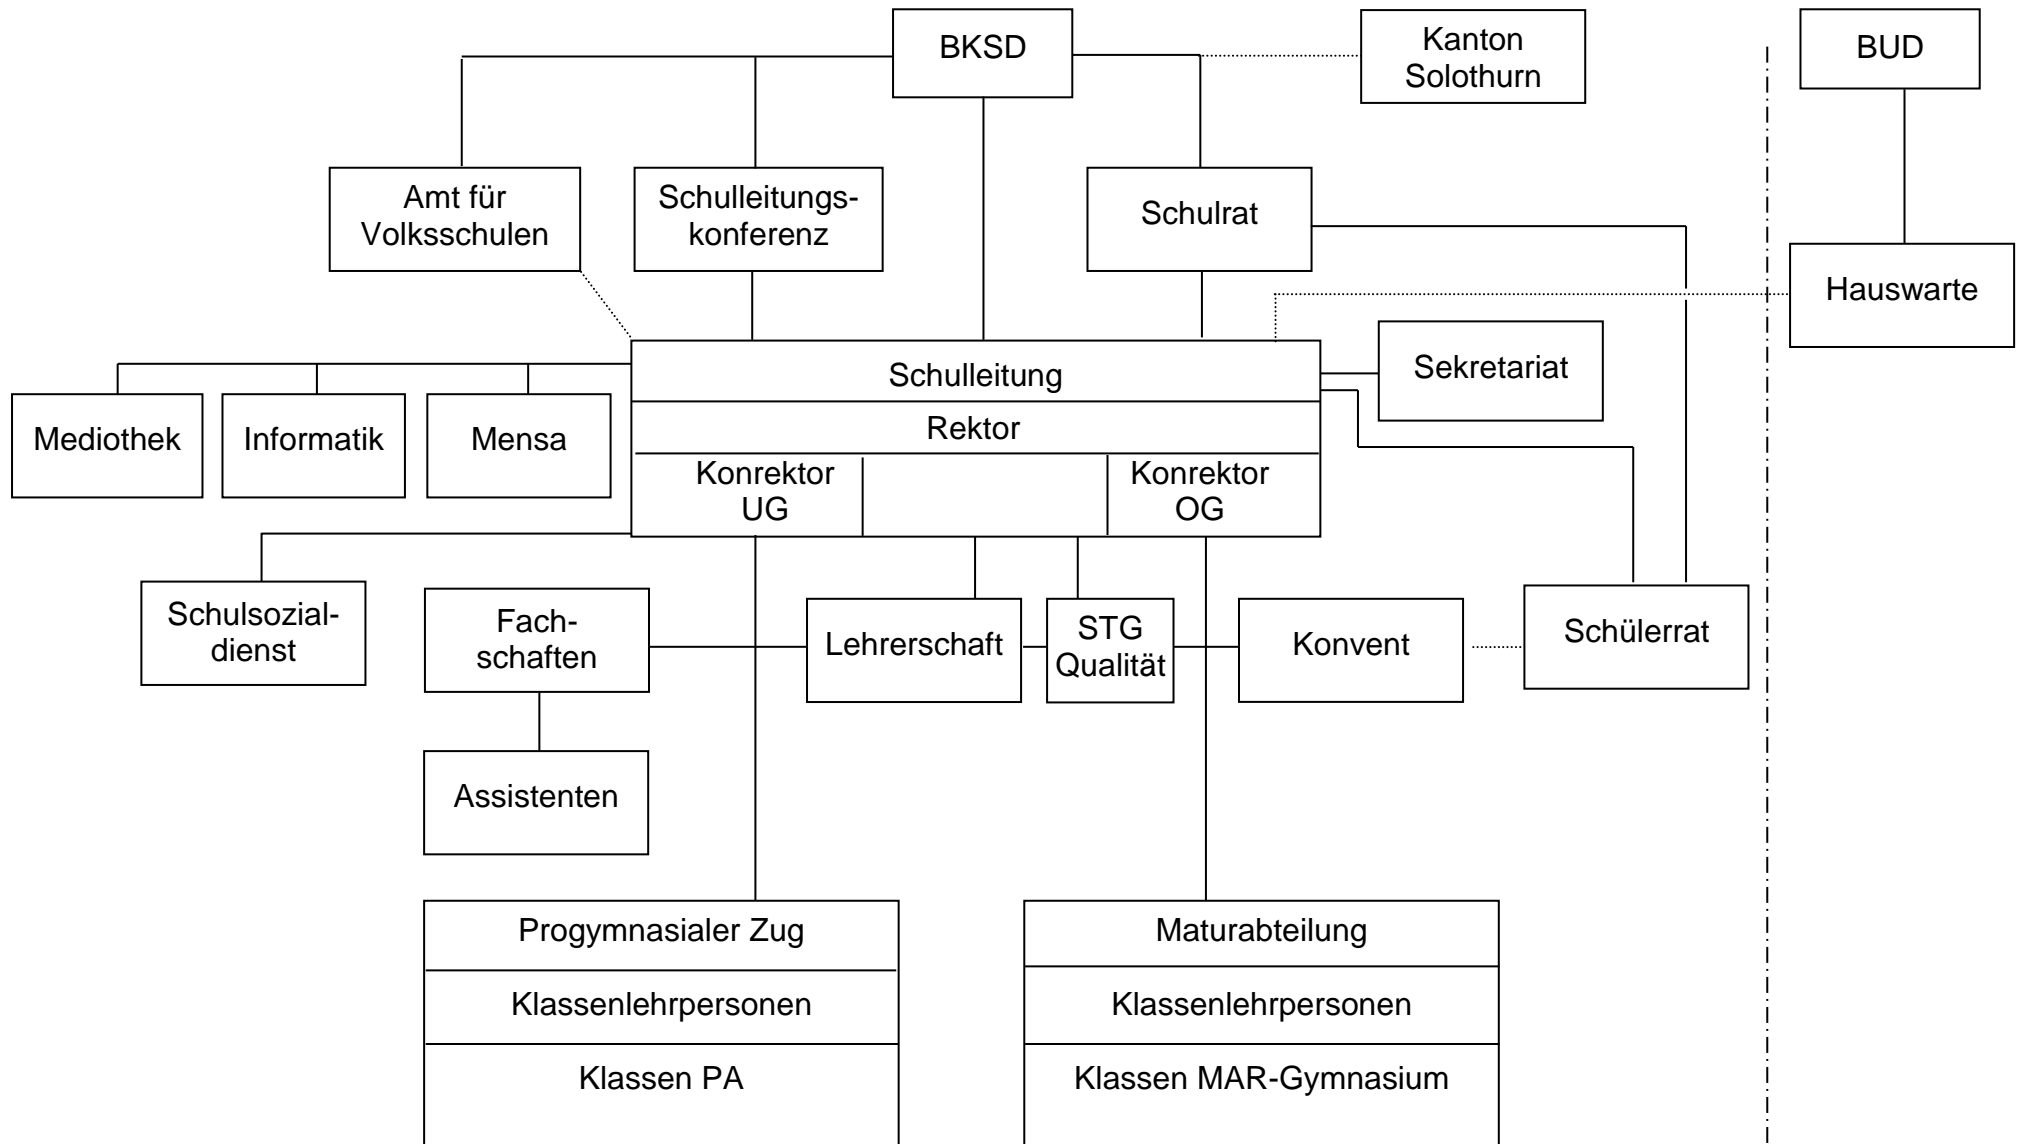 BKSD
Kanton
Solothurn
BUD
Amt für
Volksschulen
Schulleitungs-
konferenz
Schulrat
Hauswarte
Schulleitung
Sekretariat
Rektor
Mediothek
Informatik
Mensa
Konrektor
UG
Konrektor
OG
Schulsozial-
dienst
Fach-
schaften
Lehrerschaft
STG
Qualität
Konvent
Schülerrat
Assistenten
Progymnasialer Zug
Klassenlehrpersonen
Klassen PA
Maturabteilung
Klassenlehrpersonen
Klassen MAR-Gymnasium